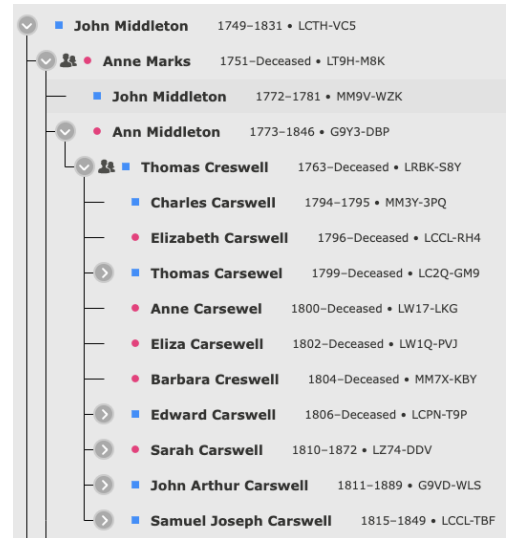 John Middleton 1749–1831 • LCTH-VC5
Anne Marks 1751–Deceased • LT9H-M8K
John Middleton 1772–1781 • MM9V-WZK
Ann Middleton 1773–1846 • G9Y3-DBP
Thomas Creswell 1763–Deceased • LRBK-S8Y
Charles Carswell 1794–1795 • MM3Y-3PQ
Elizabeth Carswell 1796–Deceased • LCCL-RH4
Thomas Carsewel 1799–Deceased • LC2Q-GM9
Anne Carsewel 1800–Deceased • LW17-LKG
Eliza Carsewell 1802–Deceased • LW1Q-PVJ
Barbara Creswell 1804–Deceased • MM7X-KBY
Edward Carswell 1806–Deceased • LCPN-T9P
Sarah Carswell 1810–1872 • LZ74-DDV
John Arthur Carswell 1811–1889 • G9VD-WLS
Samuel Joseph Carswell 1815–1849 • LCCL-TBF